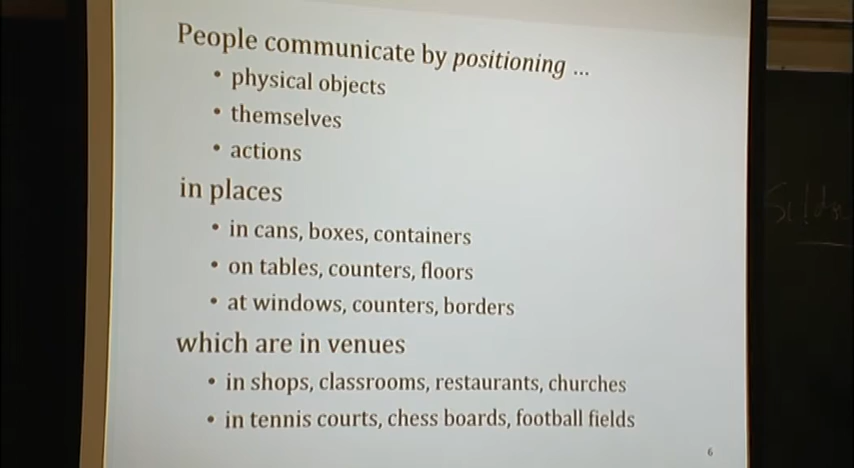 People communicate by positioning ...
• physical objects
• themselves
• actions
in places
• in cans, boxes, containers
• on tables, counters, floors
• at windows, counters, borders
which are in venues
• in shops, classrooms, restaurants, churches
• in tennis courts, chess boards, football fields
6